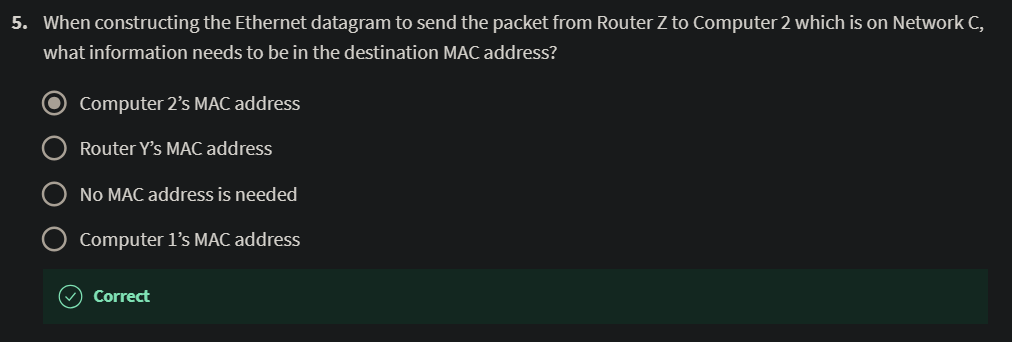 5. When constructing the Ethernet datagram to send the packet from Router Z to Computer 2 which is on Network C,
what information needs to be in the destination MAC address?
Computer 2’s MAC address
Router Y’s MAC address
No MAC address is needed
Computer 1’s MAC address
Correct